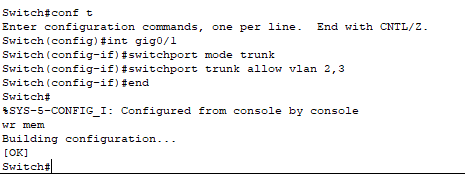 Switch#conf t
Enter configuration commands, one per line.  End with CNTL/Z.
Switch(config)#int gig0/1
Switch(config-if)#switchport mode trunk
Switch(config-if)#switchport trunk allow vlan 2,3
Switch(config-if)#end
Switch#
%SYS-5-CONFIG_I: Configured from console by console
wr mem
Building configuration...
[OK]
Switch#